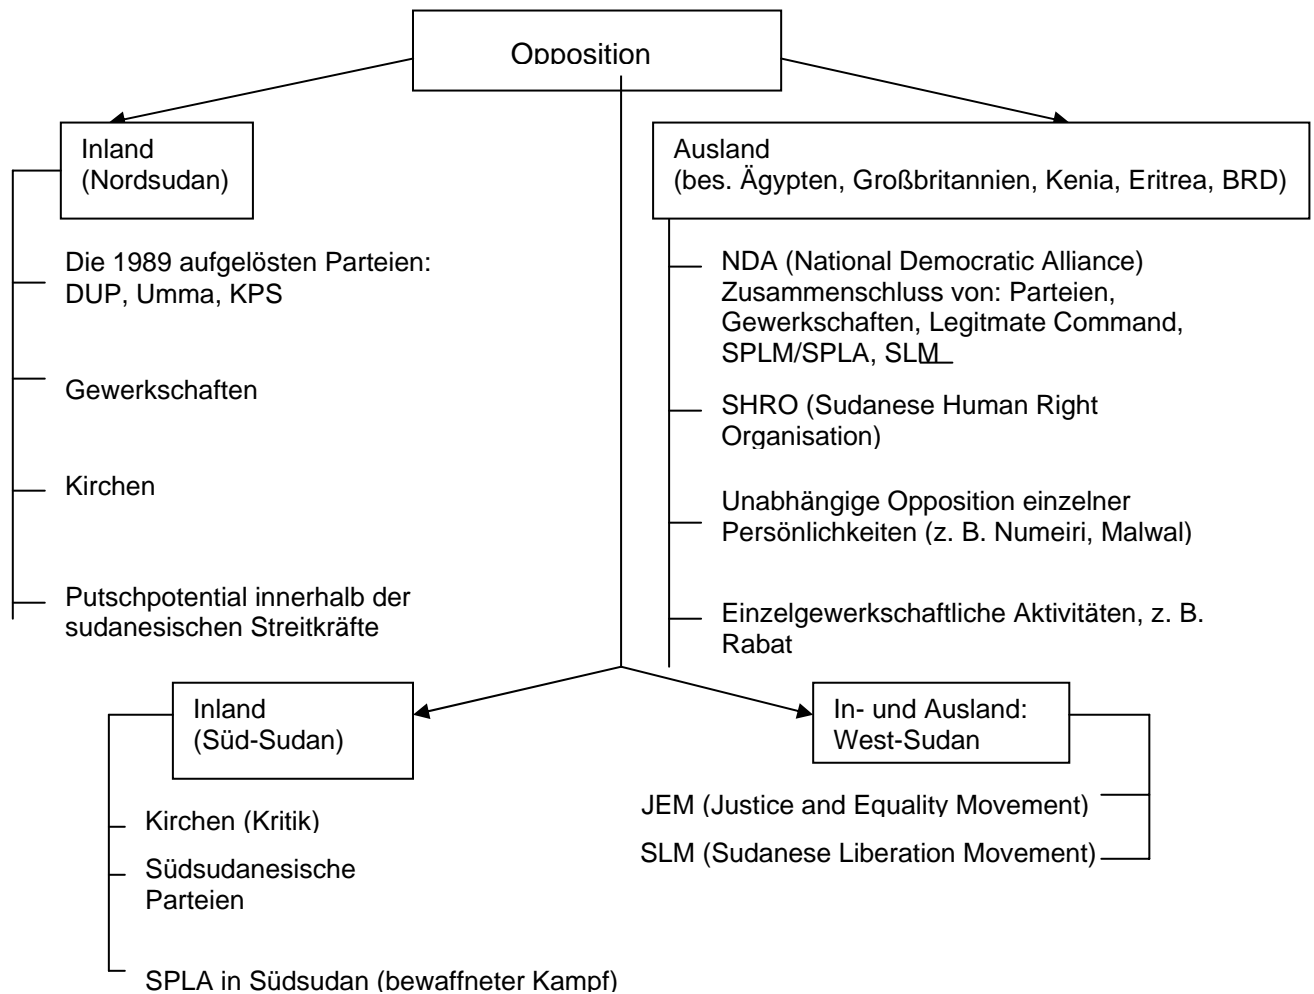 Opposition
Inland
(Nordsudan)
Die 1989 aufgelösten Parteien:
DUP, Umma, KPS
Gewerkschaften
Kirchen
Putschpotential innerhalb der
sudanesischen Streitkräfte
Ausland
(bes. Ägypten, Großbritannien, Kenia, Eritrea, BRD)
NDA (National Democratic Alliance)
Zusammenschluss von: Parteien,
Gewerkschaften, Legitmate Command,
SPLM/SPLA, SLM
SHRO (Sudanese Human Right
Organisation)
Unabhängige Opposition einzelner
Persönlichkeiten (z. B. Numeiri, Malwal)
Einzelgewerkschaftliche Aktivitäten, z. B.
Rabat
Inland
(Süd-Sudan)
Kirchen (Kritik)
Südsudanesische
Parteien
SPLA in Südsudan (bewaffneter Kampf)
In- und Ausland:
West-Sudan
JEM (Justice and Equality Movement)
SLM (Sudanese Liberation Movement)